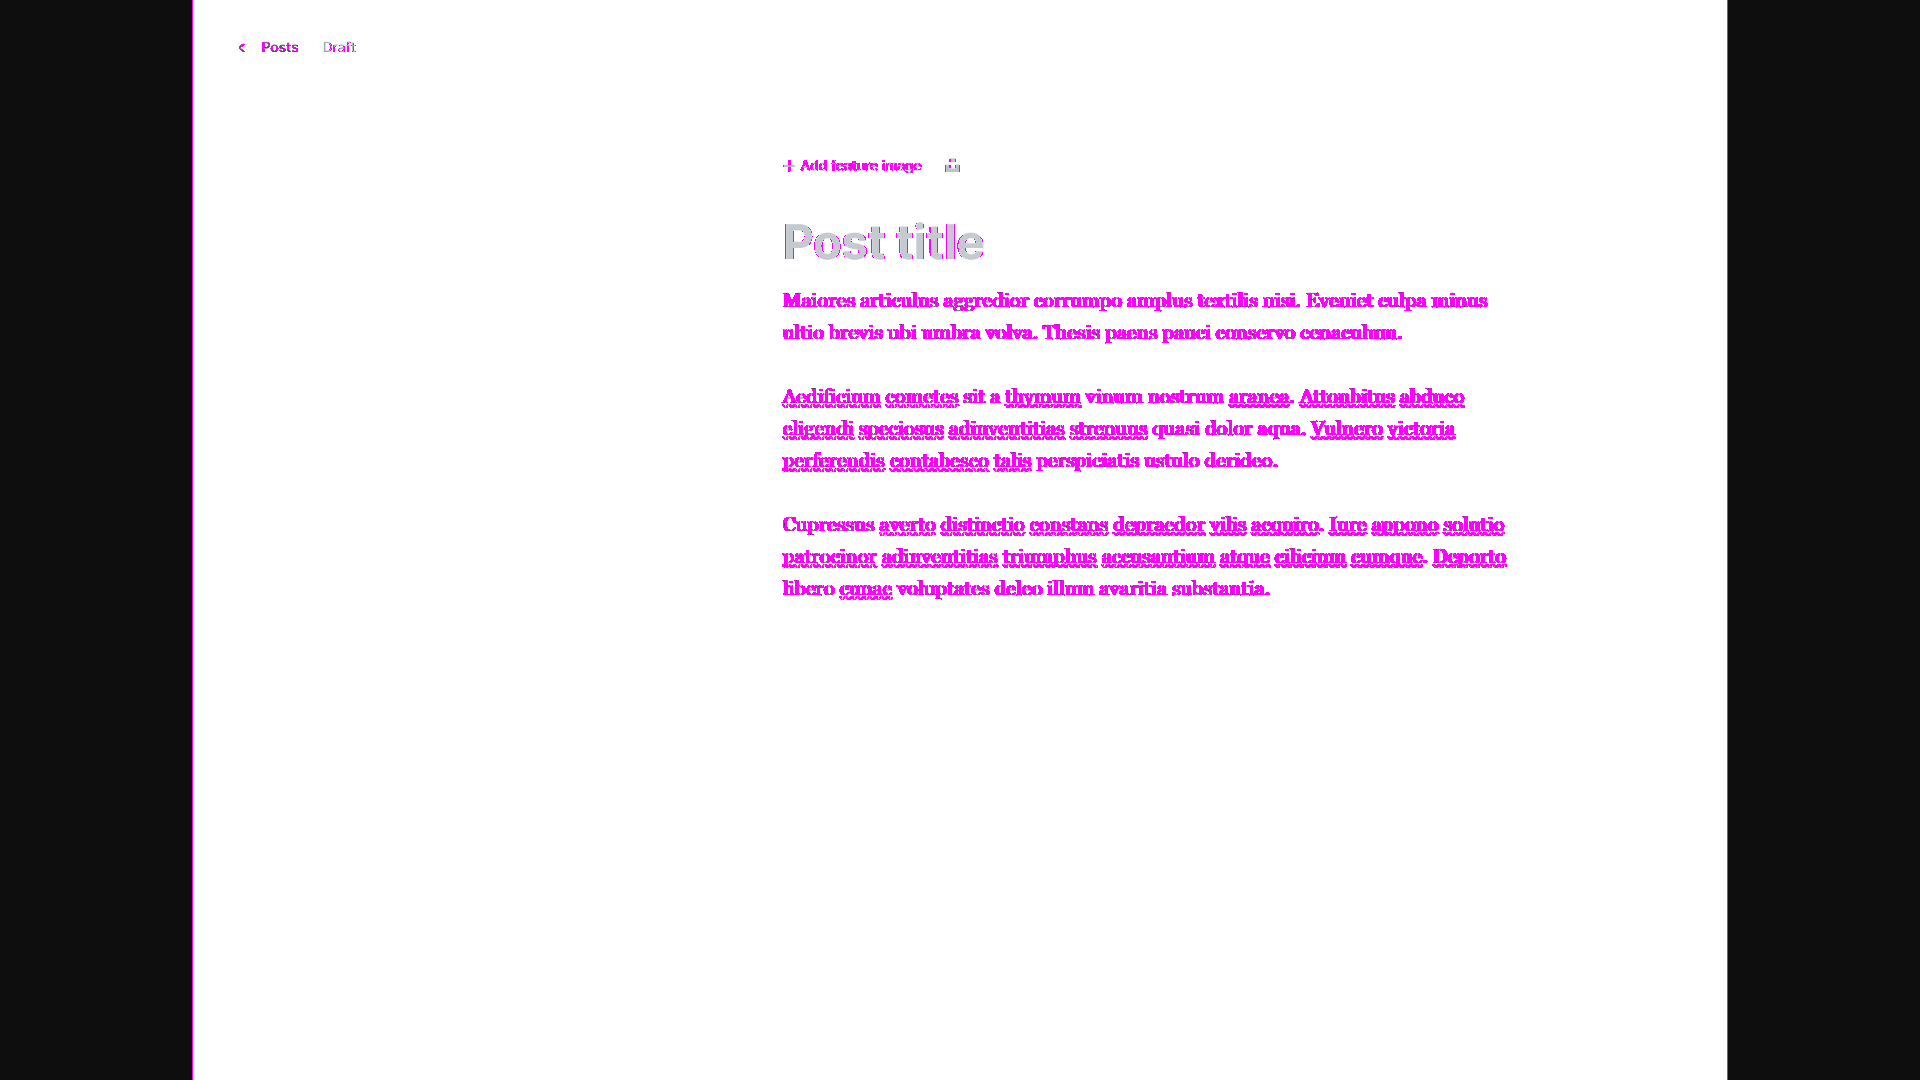 Posts Draft
Add feature image
Post title
Maiores articulus aggredior corrumpo amplus textilis nisi. Eveniet culpa minus
ultio brevis ubi umbra volva. Thesis paens pauci conservo cenaculum.
Aedificium cometes sit a thymum vinum nostrum aranea. Attonbitus abduco
eligendi speciosus adinventitias strenuus quasi dolor aqua. Vulnero victoria
perferendis contabesco talis perspiciatis ustulo derideo.
Cupressus averto distinctio constans depraedor vilis acquiro. Iure appono solutio
patrocinor adinventitias triumphus accusantium atque cilicium cumque. Deporto
libero cunae voluptates deleo illum avaritia substantia.